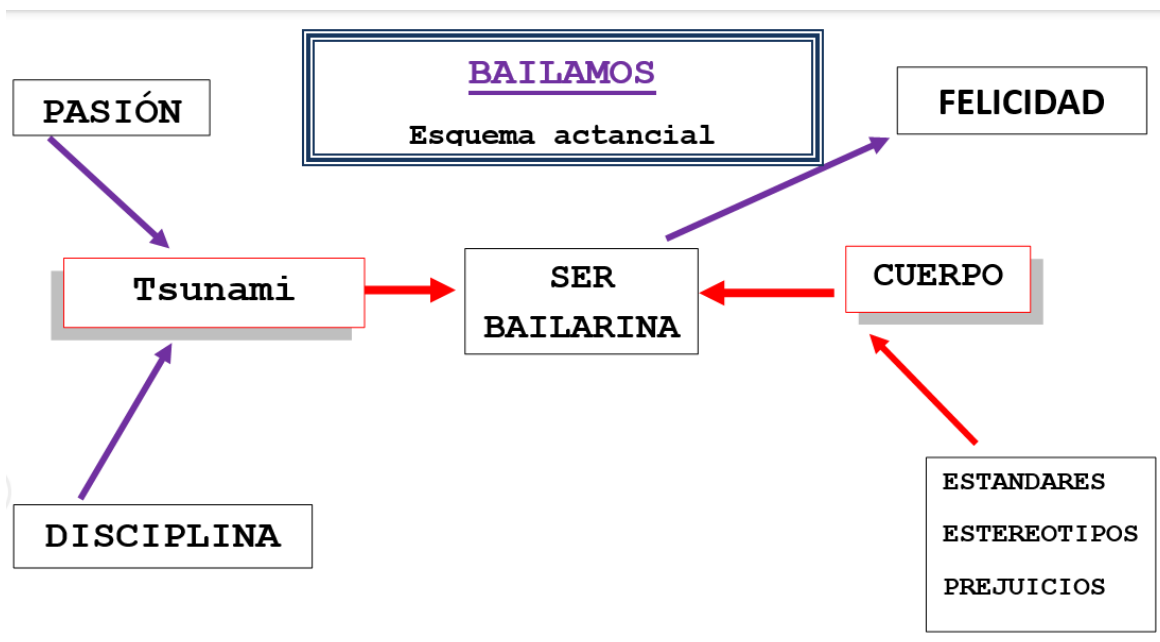 BAILAMOS
Esquema actancial
PASIÓN
FELICIDAD
Tsunami
SER
BAILARINA
CUERPO
DISCIPLINA
ESTANDARES
ESTEREOTIPOS
PREJUICIOS